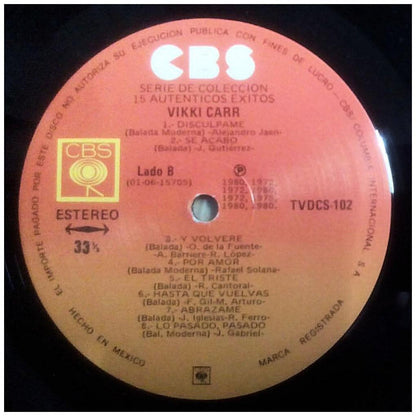 CBS
SERIE DE COLECCION
15 AUTENTICOS EXITOS
VIKKI CARR
1.- DISCULPAME
(Balada Moderna) -Alejandro Jaen-
2.- SE ACABO
(Balada) -J. Gutiérrez-
CBS
Lado B
(01-06-15705)
1980, 1972,
1972, 1980,
1972, 1975,
1980, 1980.
ESTEREO
TVDCS-102
33⅓
3.- Y VOLVERE
(Balada) -O. de la Fuente-
-A. Barriere-R. López-
4.- POR AMOR
(Balada Moderna) -Rafael Solano-
5.- EL TRISTE
(Balada) -R. Cantoral-
6.- HASTA QUE VUELVAS
(Balada) -F. Gil-M. Arturo-
7.- ABRAZAME
(Balada) -J. Iglesias-R. Ferro-
8.- LO PASADO, PASADO
(Bal. Moderna) -J. Gabriel-
EL IMPORTE PAGADO POR ESTE DISCO NO AUTORIZA SU EJECUCION PUBLICA CON FINES DE LUCRO - CBS/COLUMBIA INTERNACIONAL S A
HECHO EN MEXICO
MARCA REGISTRADA